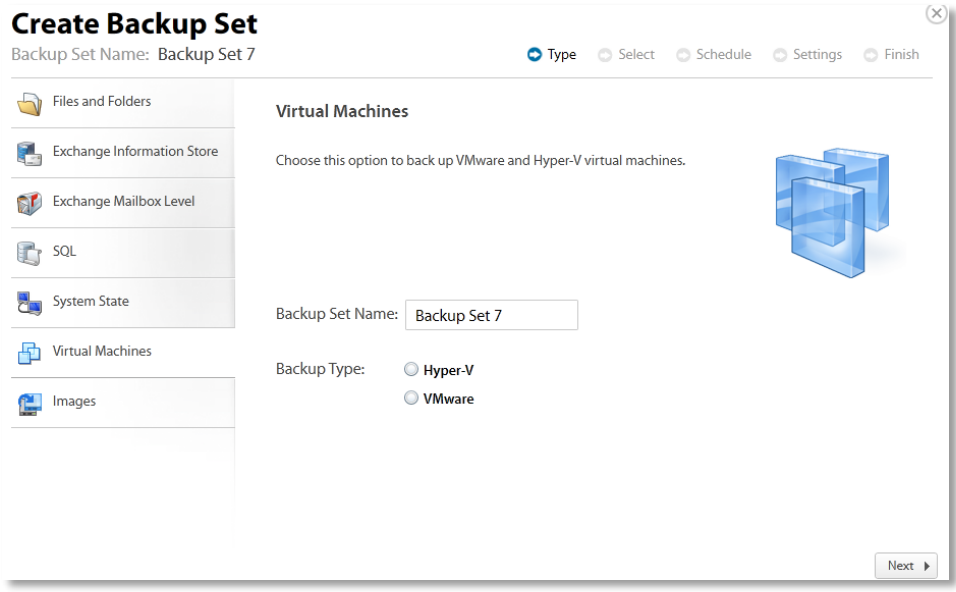 Create Backup Set
Backup Set Name: Backup Set 7
Type Select Schedule Settings Finish
Files and Folders
Exchange Information Store
Exchange Mailbox Level
SQL
System State
Virtual Machines
Images
Virtual Machines
Choose this option to back up VMware and Hyper-V virtual machines.
Backup Set Name: Backup Set 7
Backup Type: Hyper-V
VMware
Next